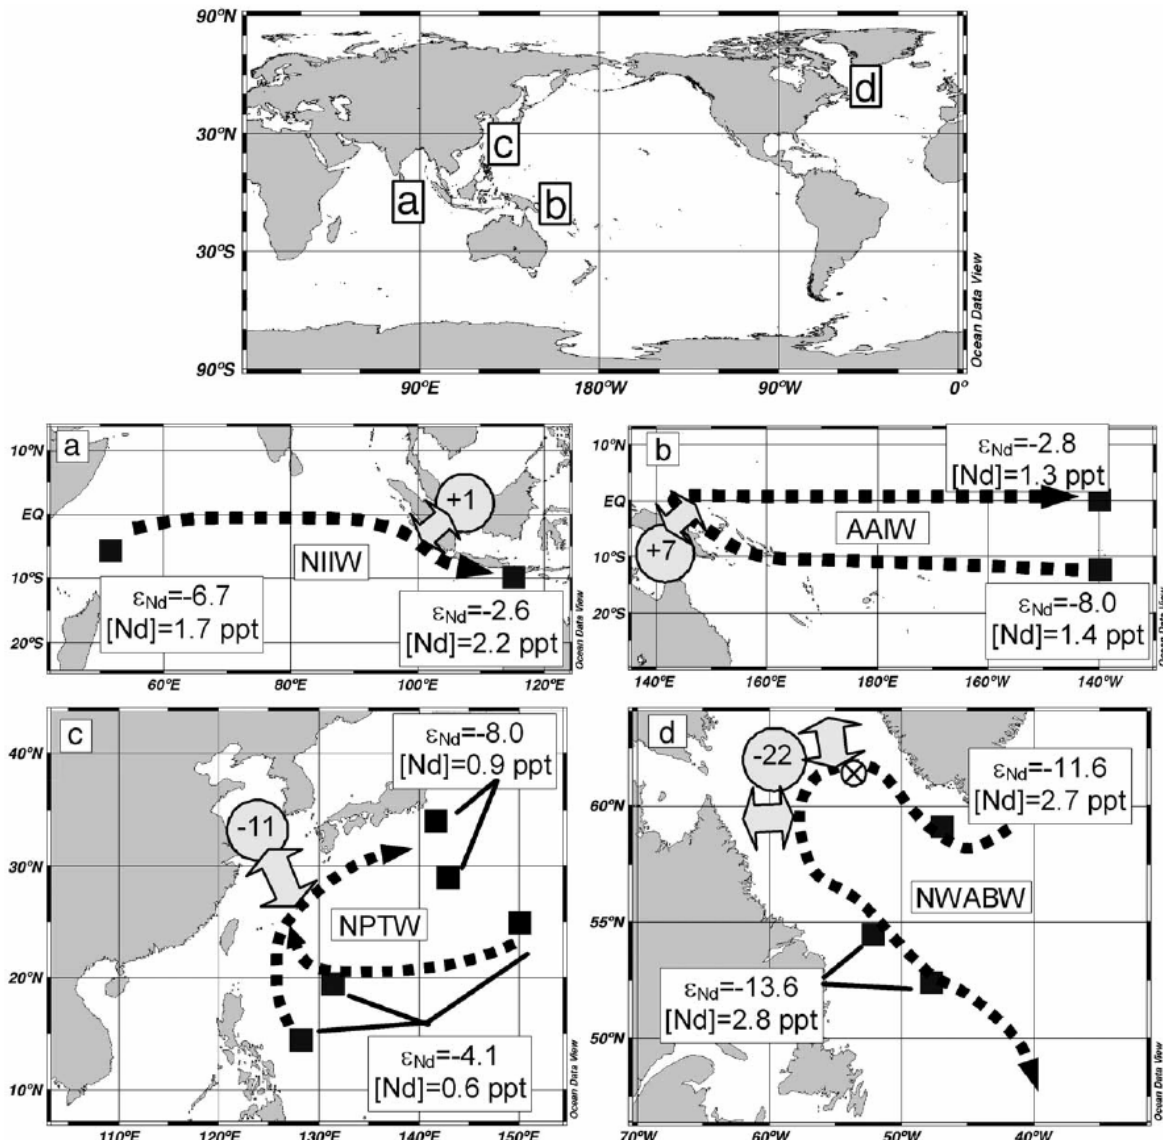 90°N
30°N
30°S
90°S
a
b
c
d
90°E
180°W
90°W
0°
Ocean Data View
a
10°N
EQ
10°S
20°S
+1
NIIW
εNd=-6.7
[Nd]=1.7 ppt
εNd=-2.6
[Nd]=2.2 ppt
60°E
80°E
100°E
120°E
Ocean Data View
b
10°N
EQ
10°S
20°S
εNd=-2.8
[Nd]=1.3 ppt
AAIW
+7
εNd=-8.0
[Nd]=1.4 ppt
140°E
160°E
180°W
160°W
140°W
Ocean Data View
c
40°N
30°N
20°N
10°N
εNd=-8.0
[Nd]=0.9 ppt
-11
NPTW
εNd=-4.1
[Nd]=0.6 ppt
110°E
120°E
130°E
140°E
150°E
Ocean Data View
d
60°N
55°N
50°N
-22
εNd=-11.6
[Nd]=2.7 ppt
NWABW
εNd=-13.6
[Nd]=2.8 ppt
70°W
60°W
50°W
40°W
Ocean Data View